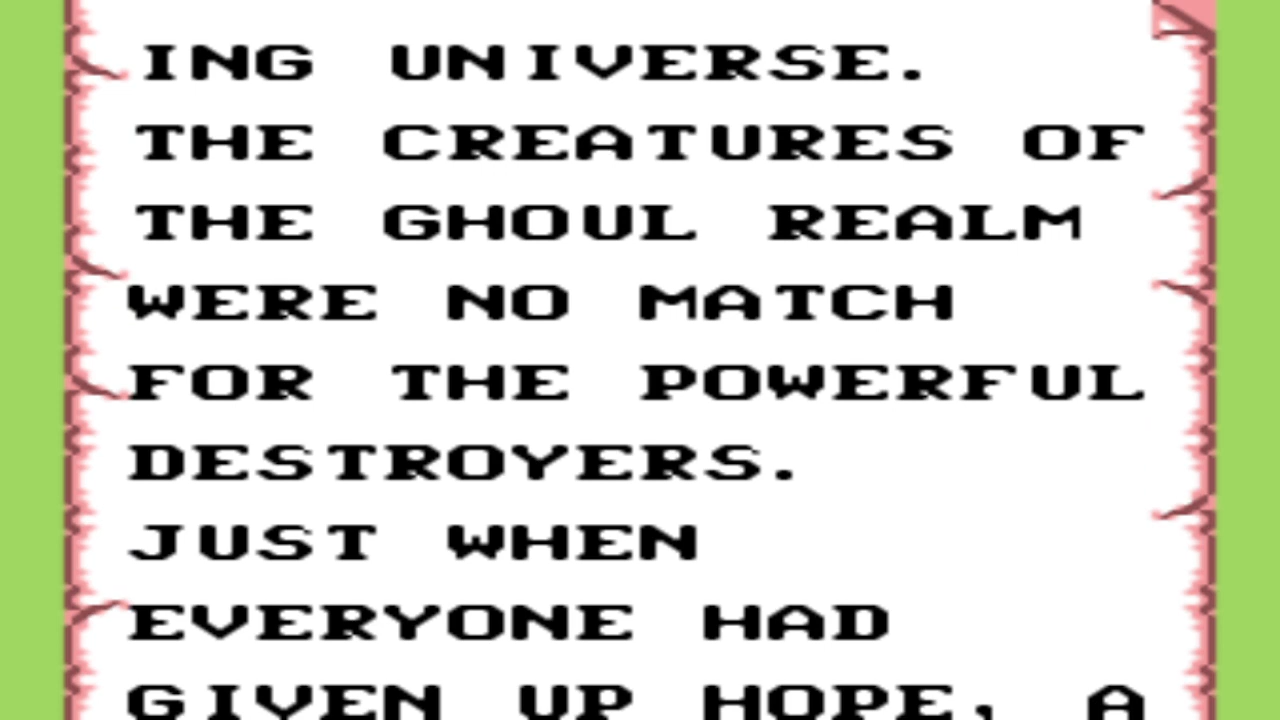 ING UNIVERSE.
THE CREATURES OF
THE GHOUL REALM
WERE NO MATCH
FOR THE POWERFUL
DESTROYERS.
JUST WHEN
EVERYONE HAD
GIVEN UP HOPE, A